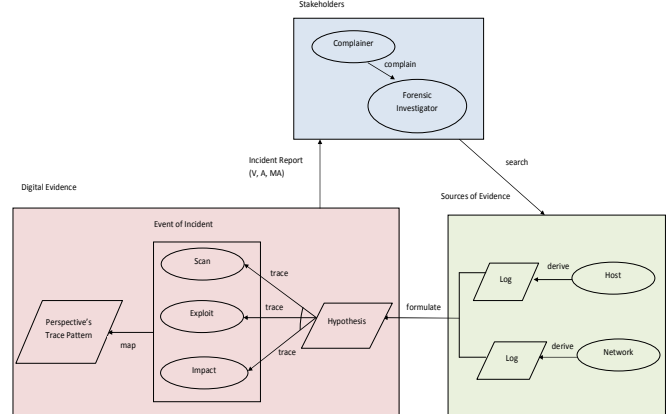 Stakeholders
Complainer
complain
Forensic
Investigator
Incident Report
(V, A, MA)
search
Digital Evidence
Sources of Evidence
Event of Incident
Scan
trace
Log
derive
Host
Perspective's
Trace Pattern
map
Exploit
trace
Hypothesis
formulate
Impact
trace
Log
derive
Network